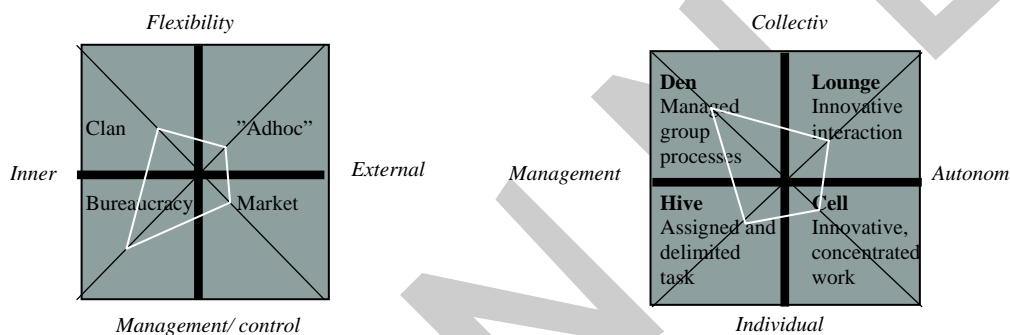 Flexibility
Clan
”Adhoc”
Inner
External
Bureaucracy
Market
Management/ control
Collectiv
Den
Managed
group
processes
Lounge
Innovative
interaction
Management
Autonom
Hive
Assigned and
delimited
task
Cell
Innovative,
concentrated
work
Individual